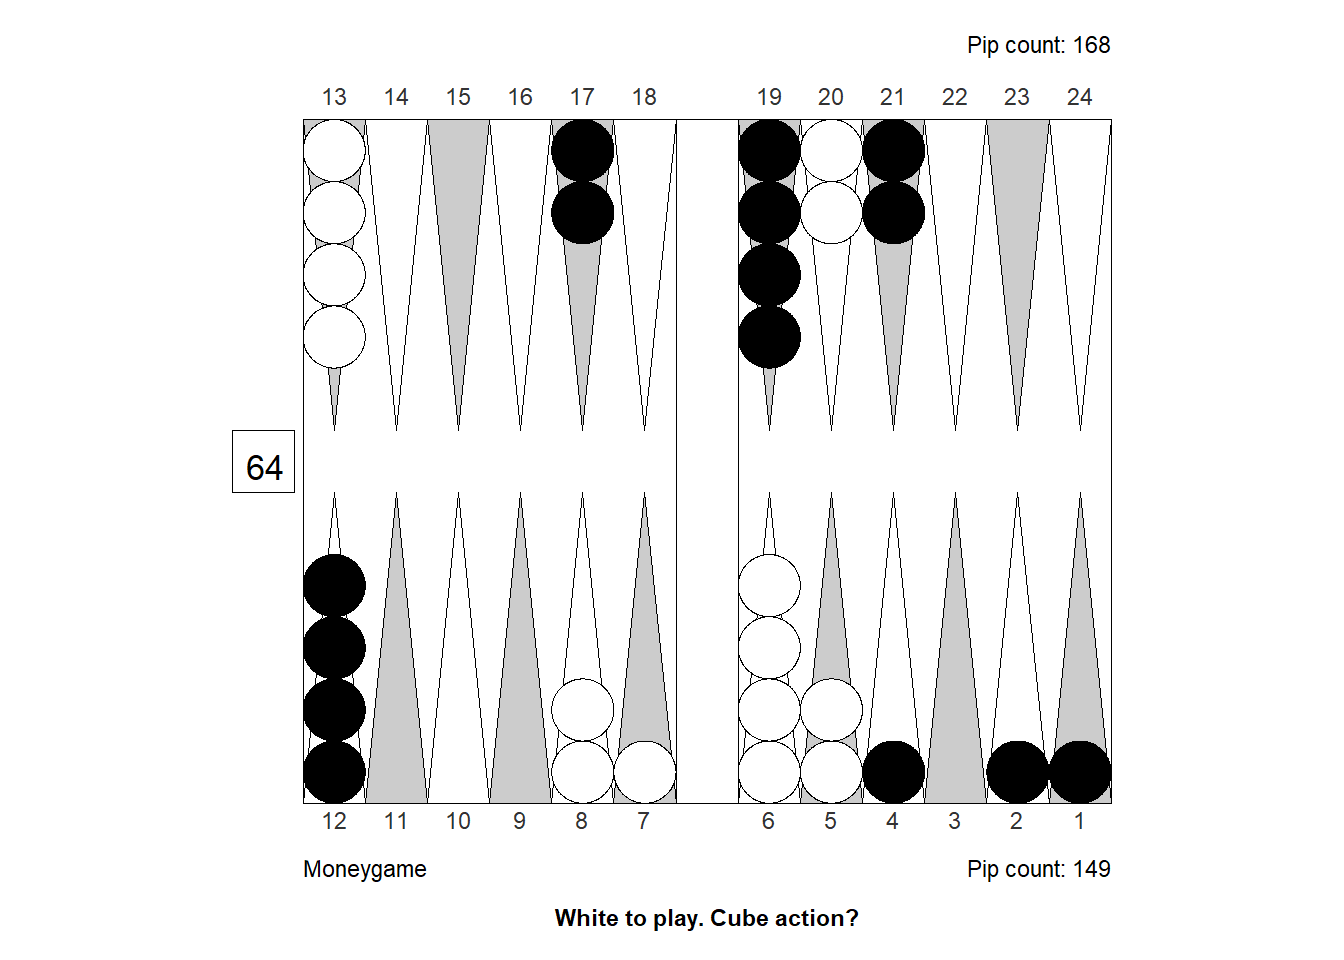 Pip count: 168
13 14 15 16 17 18 19 20 21 22 23 24
64
12 11 10 9 8 7 6 5 4 3 2 1
Moneygame Pip count: 149
White to play. Cube action?